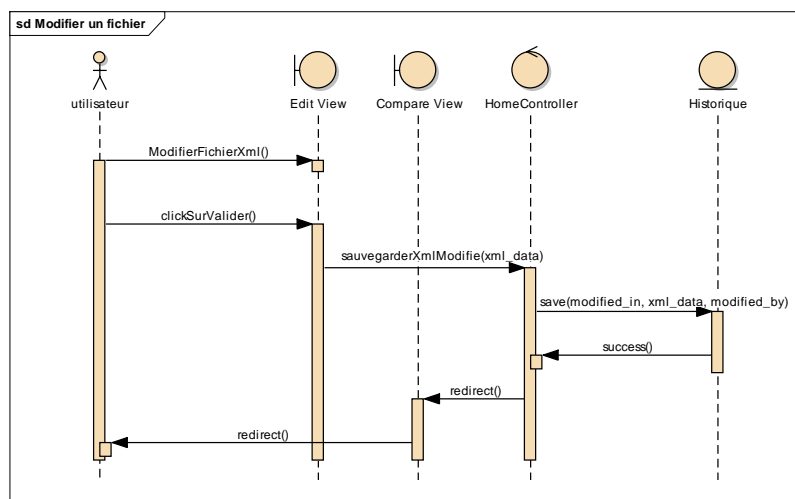 sd Modifier un fichier
utilisateur
Edit View
Compare View
HomeController
Historique
ModifierFichierXml()
clickSurValider()
sauvegarderXmlModifie(xml_data)
save(modified_in, xml_data, modified_by)
success()
redirect()
redirect()